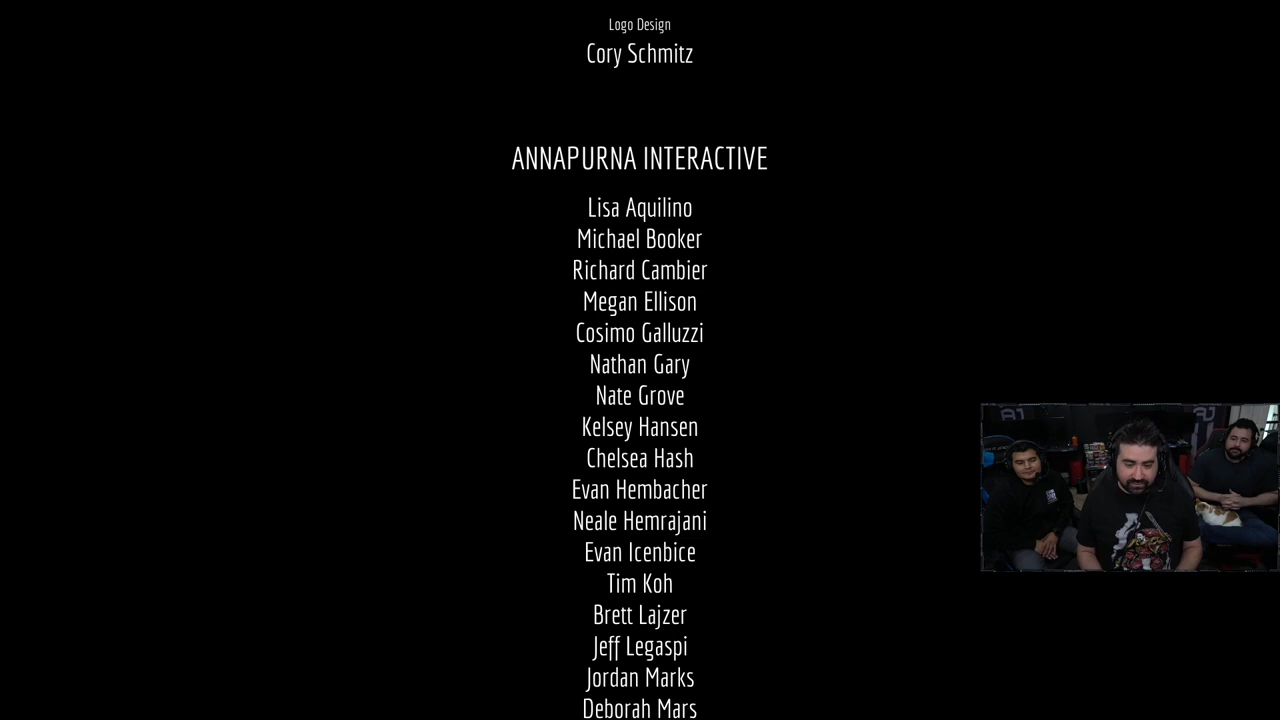 Logo Design
Cory Schmitz
ANNAPURNA INTERACTIVE
Lisa Aquilino
Michael Booker
Richard Cambier
Megan Ellison
Cosimo Galluzzi
Nathan Gary
Nate Grove
Kelsey Hansen
Chelsea Hash
Evan Hembacher
Neale Hemrajani
Evan Icenbice
Tim Koh
Brett Lajzer
Jeff Legaspi
Jordan Marks
Deborah Mars